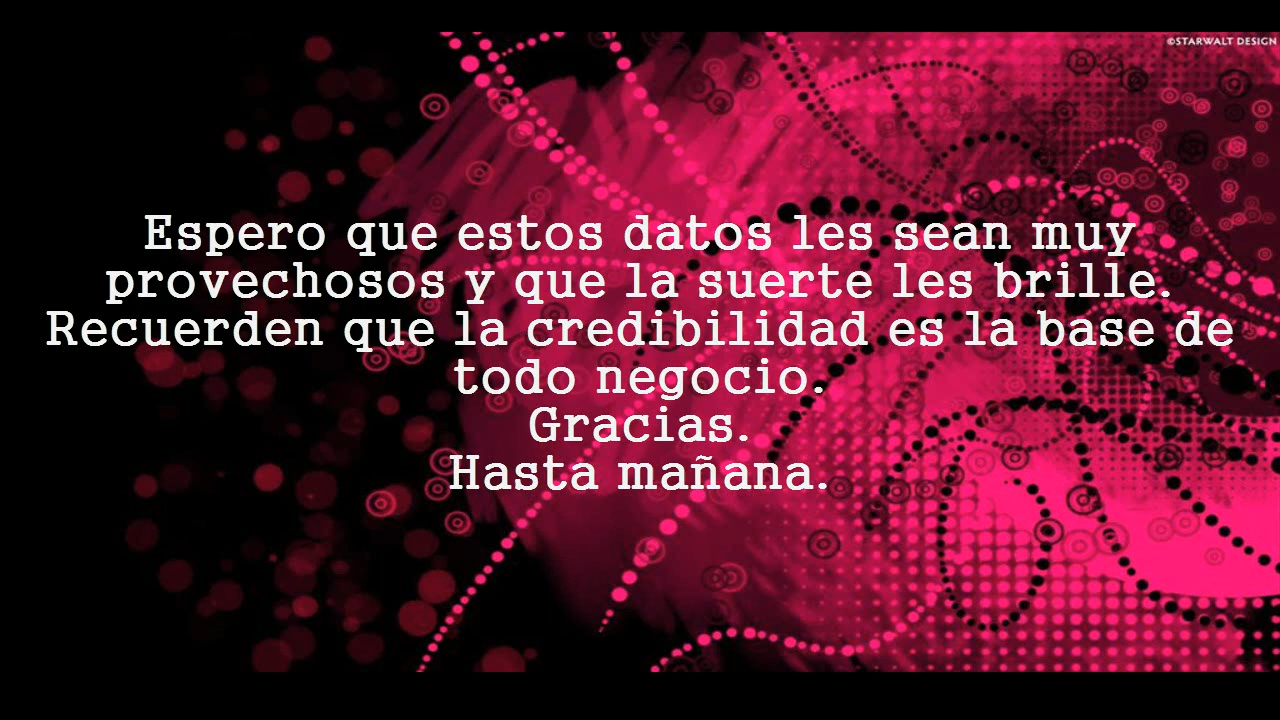 ©STARWALT DESIGN
Espero que estos datos les sean muy
provechosos y que la suerte les brille.
Recuerden que la credibilidad es la base de
todo negocio.
Gracias.
Hasta mañana.